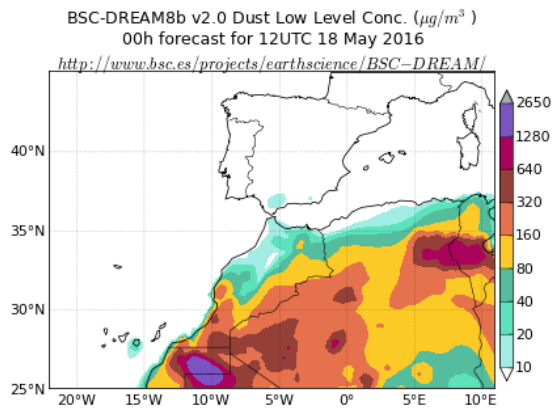 BSC-DREAM8b v2.0 Dust Low Level Conc. (μg/m³ )
00h forecast for 12UTC 18 May 2016
http://www.bsc.es/projects/earthscience/BSC−DREAM/
2650
1280
640
320
160
80
40
20
10
40°N
35°N
30°N
25°N
20°W
15°W
10°W
5°W
0°
5°E
10°E